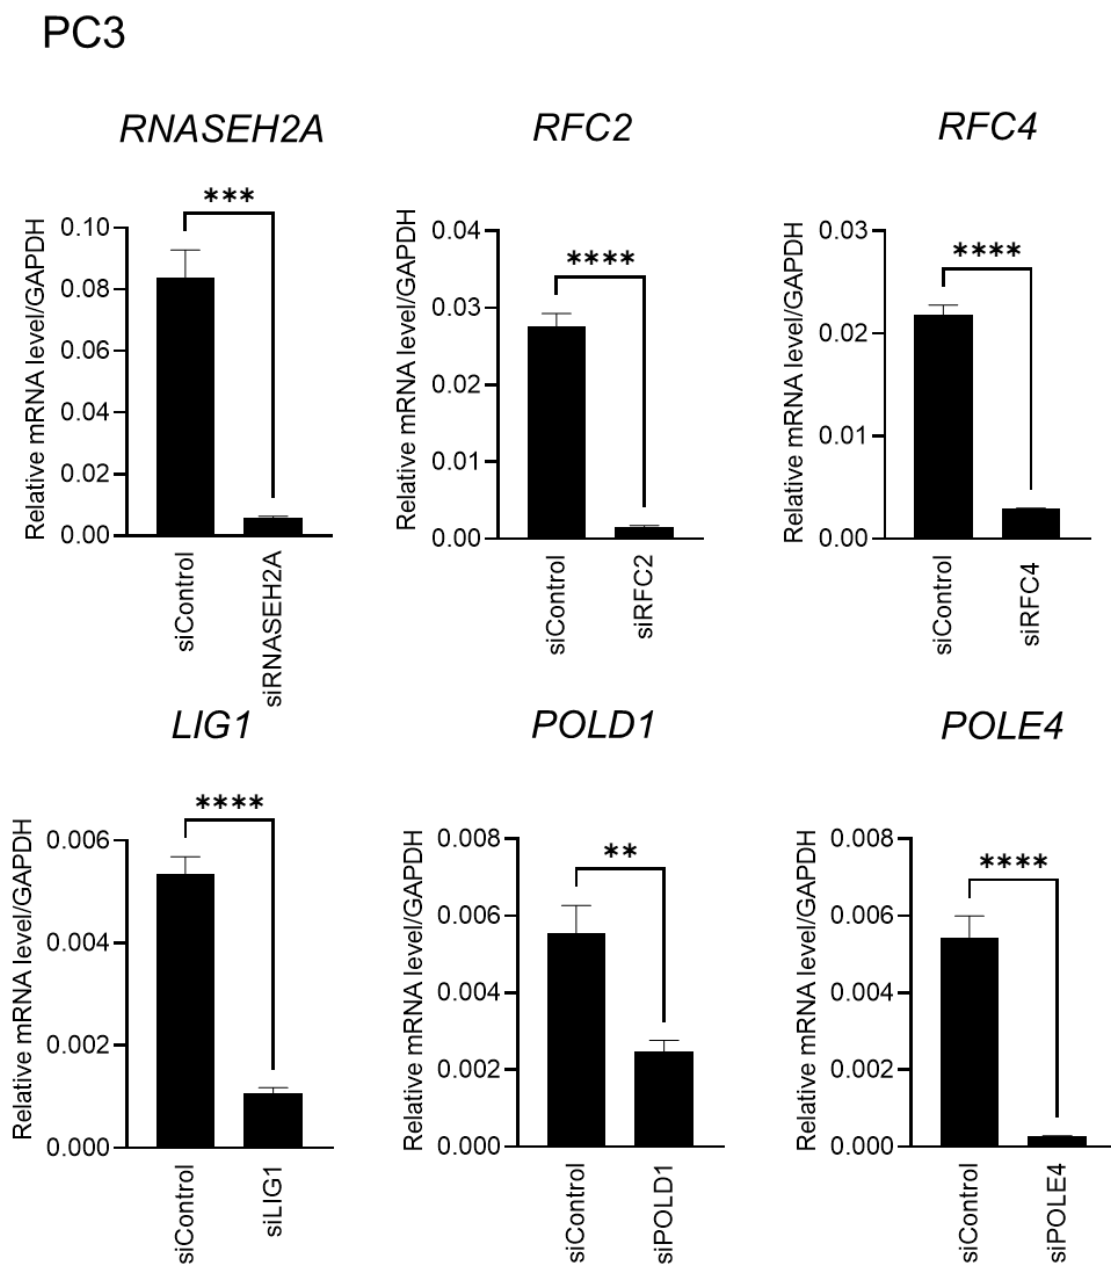 PC3
RNASEH2A
***
Relative mRNA level/GAPDH
0.10
0.08
0.06
0.04
0.02
0.00
siControl
siRNASEH2A
RFC2
****
Relative mRNA level/GAPDH
0.04
0.03
0.02
0.01
0.00
siControl
siRFC2
RFC4
****
Relative mRNA level/GAPDH
0.03
0.02
0.01
0.00
siControl
siRFC4
LIG1
****
Relative mRNA level/GAPDH
0.006
0.004
0.002
0.000
siControl
siLIG1
POLD1
**
Relative mRNA level/GAPDH
0.008
0.006
0.004
0.002
0.000
siControl
siPOLD1
POLE4
****
Relative mRNA level/GAPDH
0.008
0.006
0.004
0.002
0.000
siControl
siPOLE4